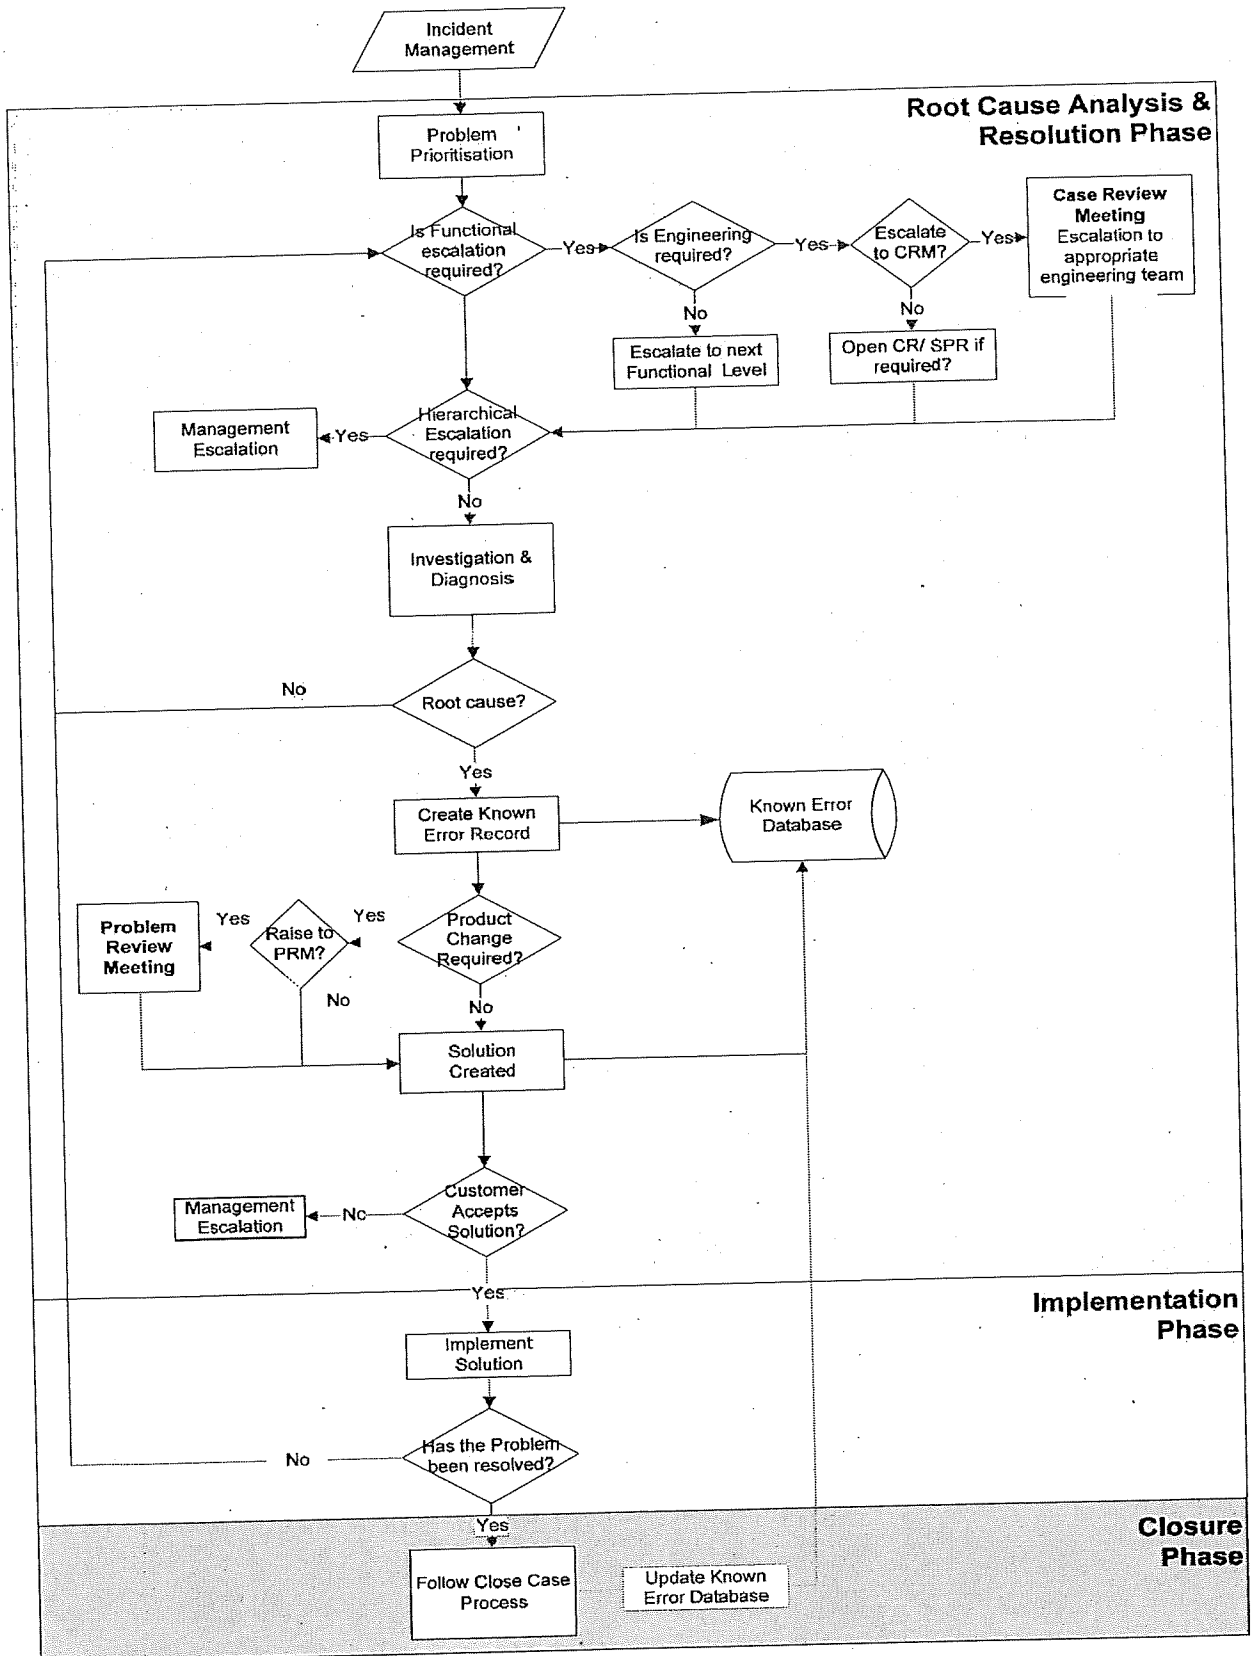 Incident
Management
Root Cause Analysis &
Resolution Phase
Problem
Prioritisation
Is Functional
escalation
required?
Yes
Is Engineering
required?
Yes
Escalate
to CRM?
Yes
Case Review
Meeting
Escalation to
appropriate
engineering team
No
No
Escalate to next
Functional Level
Open CR/ SPR if
required?
Management
Escalation
Yes
Hierarchical
Escalation
required?
No
Investigation &
Diagnosis
No
Root cause?
Yes
Create Known
Error Record
Known Error
Database
Problem
Review
Meeting
Yes
Raise to
PRM?
Yes
Product
Change
Required?
No
No
Solution
Created
Management
Escalation
No
Customer
Accepts
Solution?
Yes
Implementation
Phase
Implement
Solution
No
Has the Problem
been resolved?
Yes
Closure
Phase
Follow Close Case
Process
Update Known
Error Database